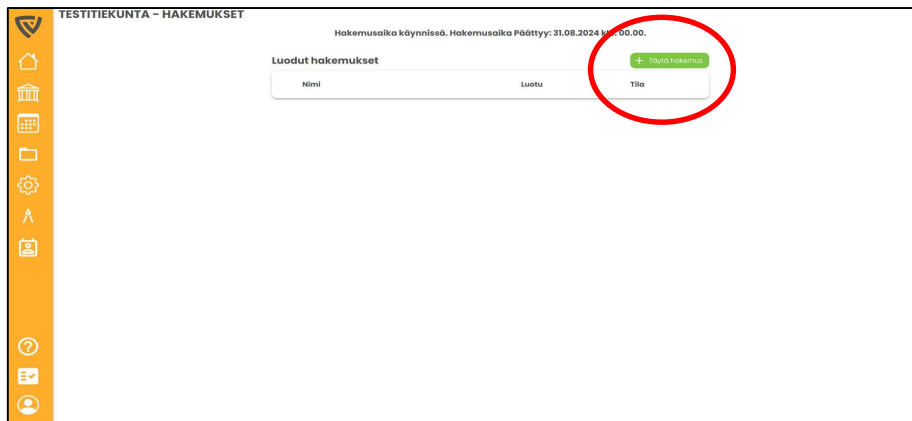 TESTITIEKUNTA - HAKEMUKSET
Hakemusaika käynnissä. Hakemusaika Päättyy: 31.08.2024 klo 00.00.
Luodut hakemukset
+ Täytä hakemus
Nimi Luotu Tila